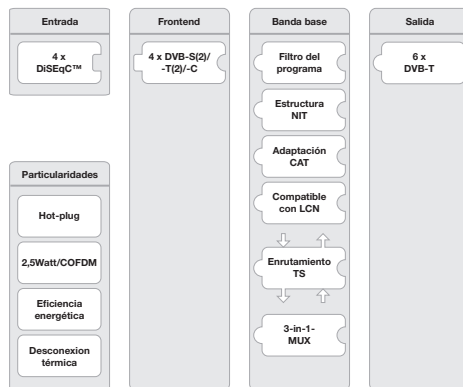 Entrada
4 x
DiSEqC™
Particularidades
Hot-plug
2,5Watt/COFDM
Eficiencia
energética
Desconexion
térmica
Frontend
4 x DVB-S(2)/
-T(2)/-C
Banda base
Filtro del
programa
Estructura
NIT
Adaptación
CAT
Compatible
con LCN
Enrutamiento
TS
3-in-1-
MUX
Salida
6 x
DVB-T